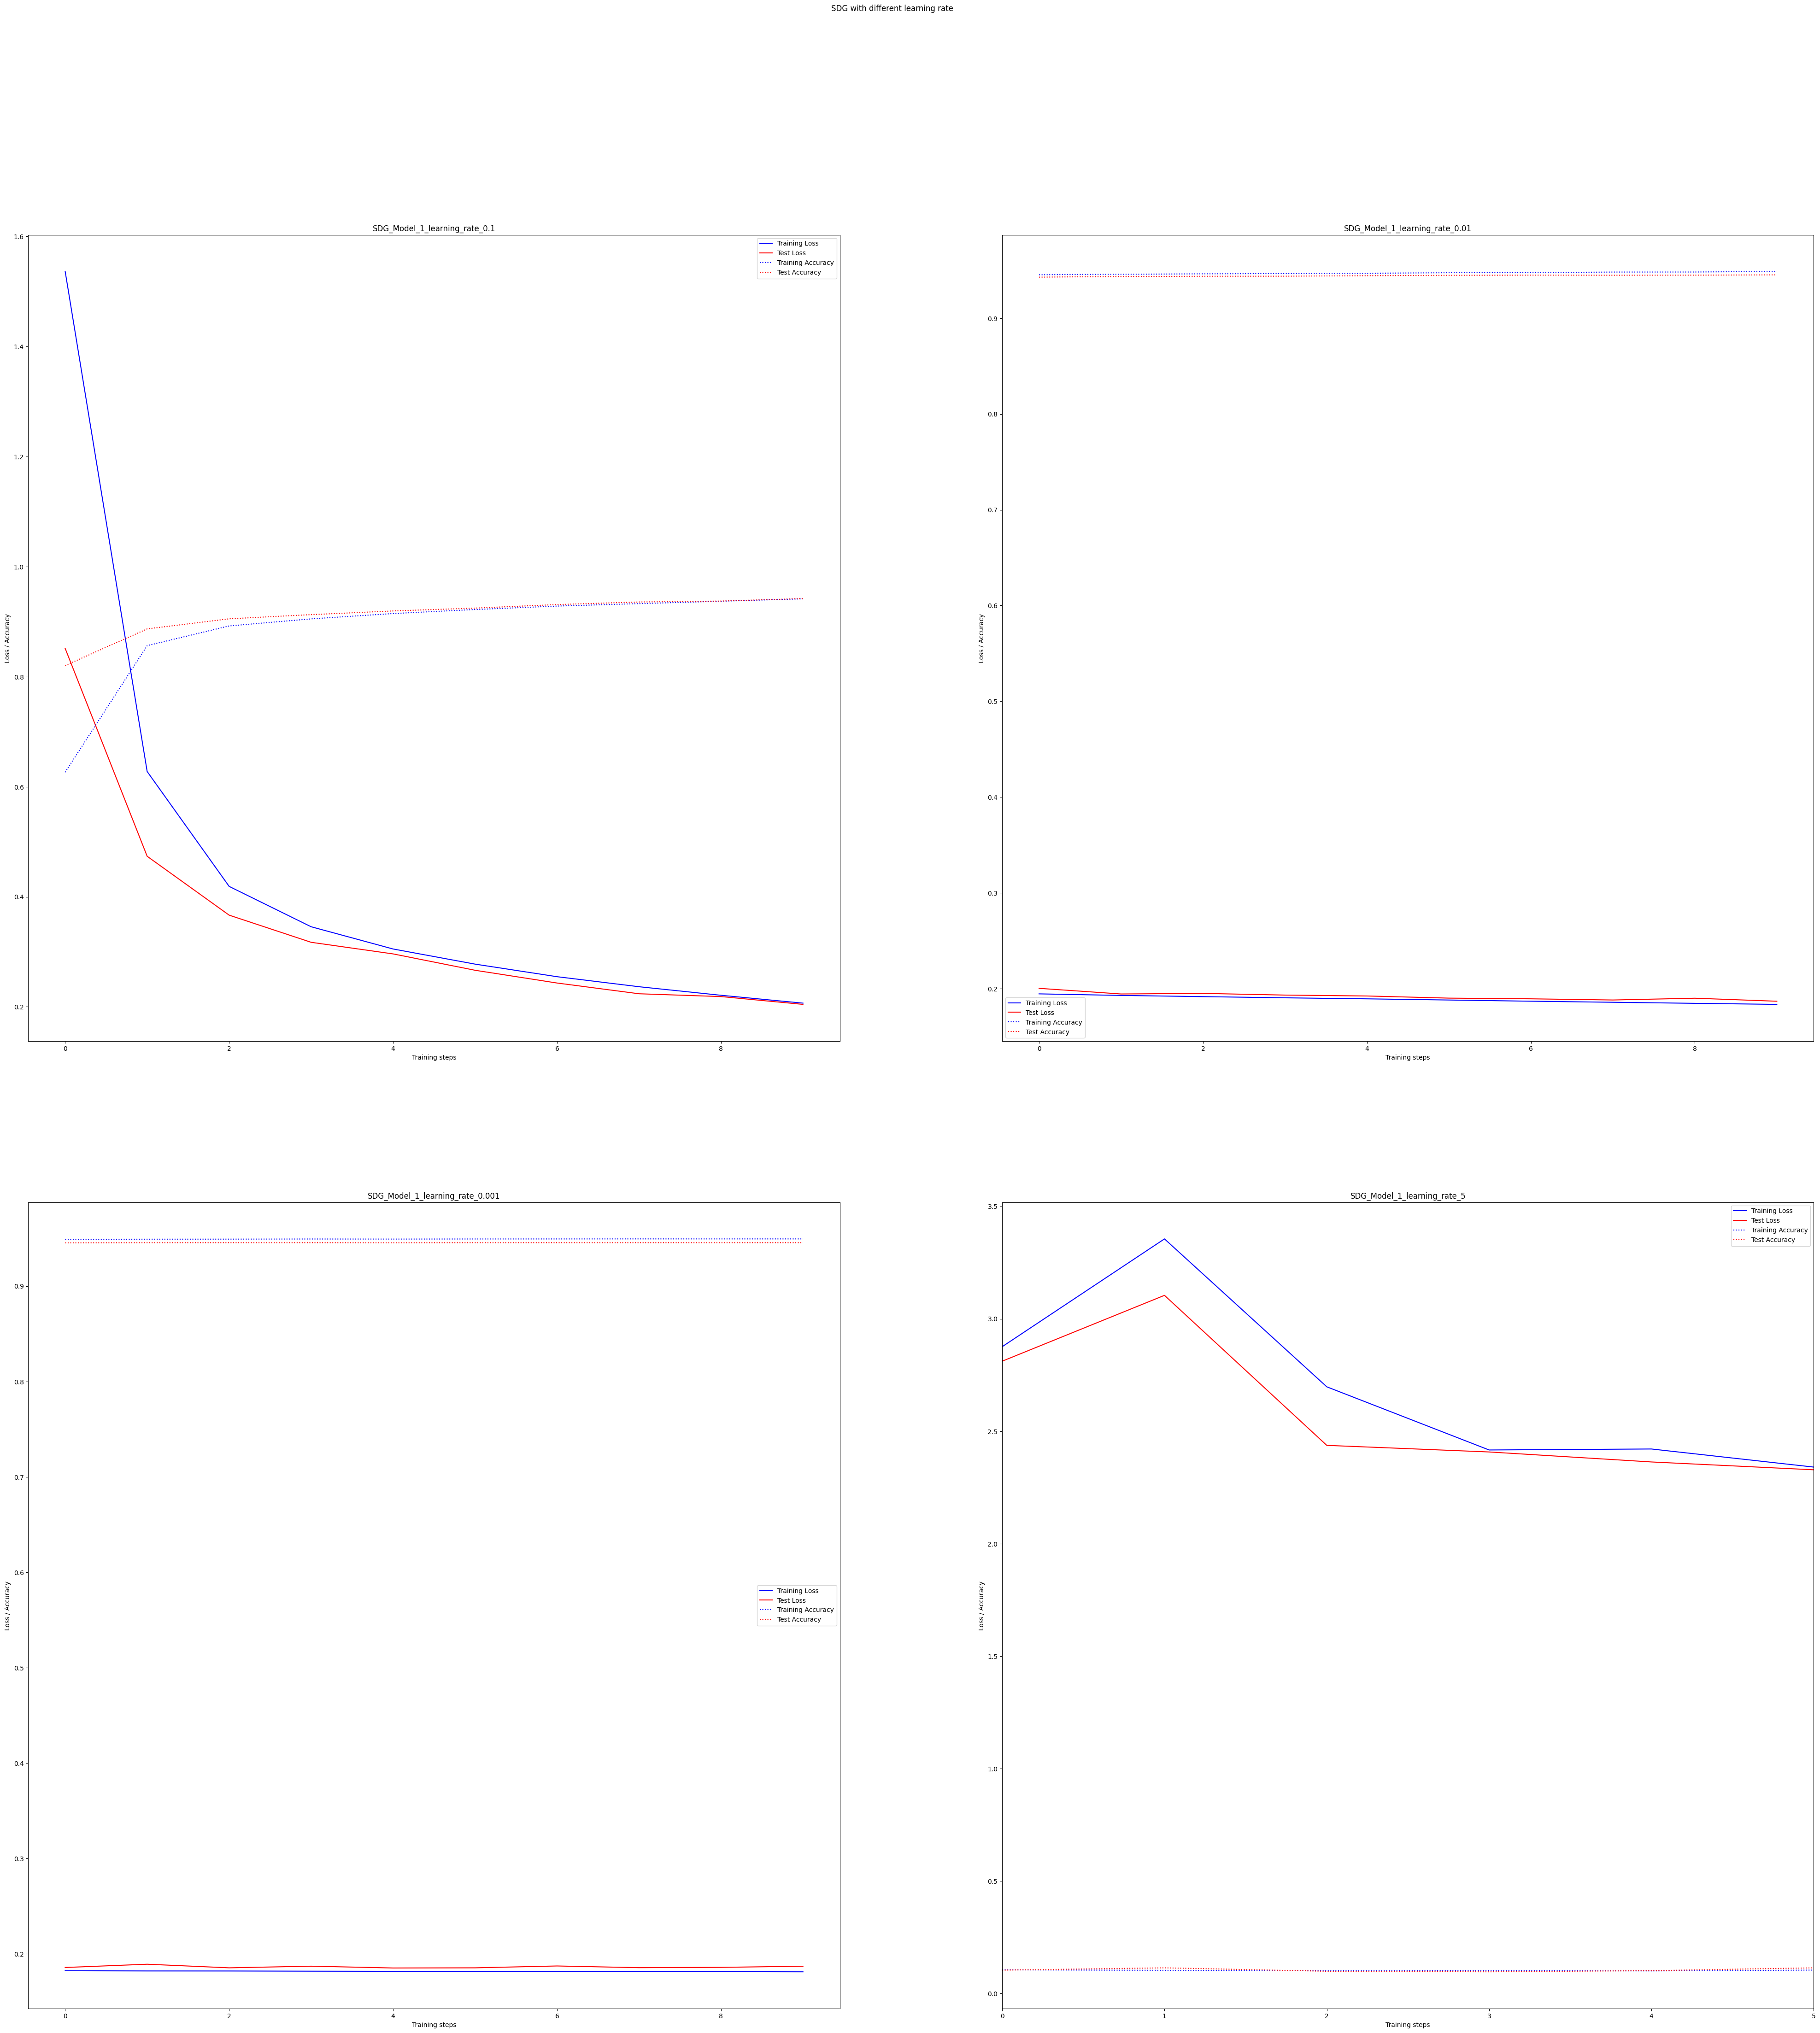 SDG with different learning rate
SDG_Model_1_learning_rate_0.1
1.6
1.4
1.2
1.0
0.8
0.6
0.4
0.2
Loss / Accuracy
0 2 4 6 8
Training steps
Training Loss
Test Loss
Training Accuracy
Test Accuracy
SDG_Model_1_learning_rate_0.01
0.9
0.8
0.7
0.6
0.5
0.4
0.3
0.2
Loss / Accuracy
0 2 4 6 8
Training steps
Training Loss
Test Loss
Training Accuracy
Test Accuracy
SDG_Model_1_learning_rate_0.001
0.9
0.8
0.7
0.6
0.5
0.4
0.3
0.2
Loss / Accuracy
0 2 4 6 8
Training steps
Training Loss
Test Loss
Training Accuracy
Test Accuracy
SDG_Model_1_learning_rate_5
3.5
3.0
2.5
2.0
1.5
1.0
0.5
0.0
Loss / Accuracy
0 1 2 3 4 5
Training steps
Training Loss
Test Loss
Training Accuracy
Test Accuracy